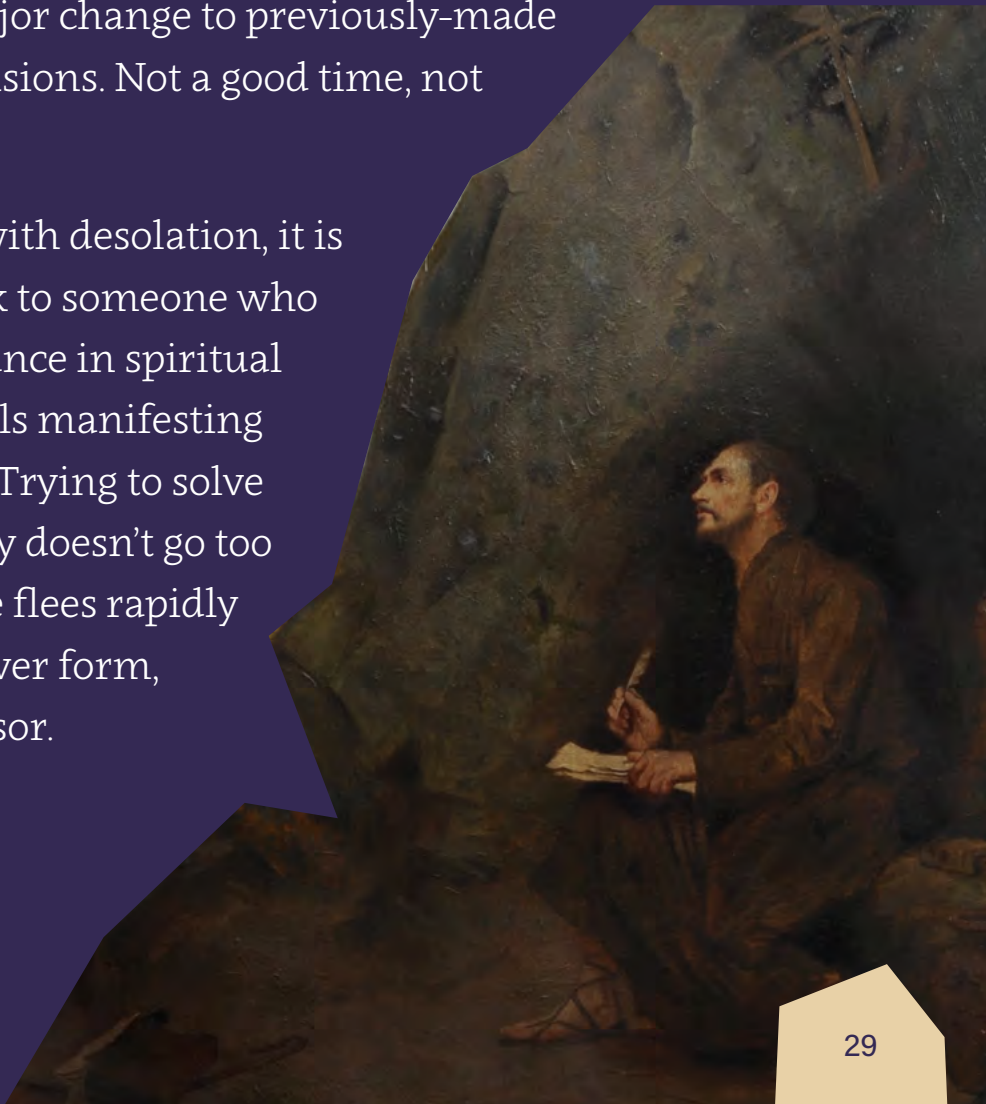 jor change to previously-made
sions. Not a good time, not
with desolation, it is
k to someone who
ance in spiritual
ls manifesting
Trying to solve
y doesn’t go too
e flees rapidly
ver form,
sor.
29